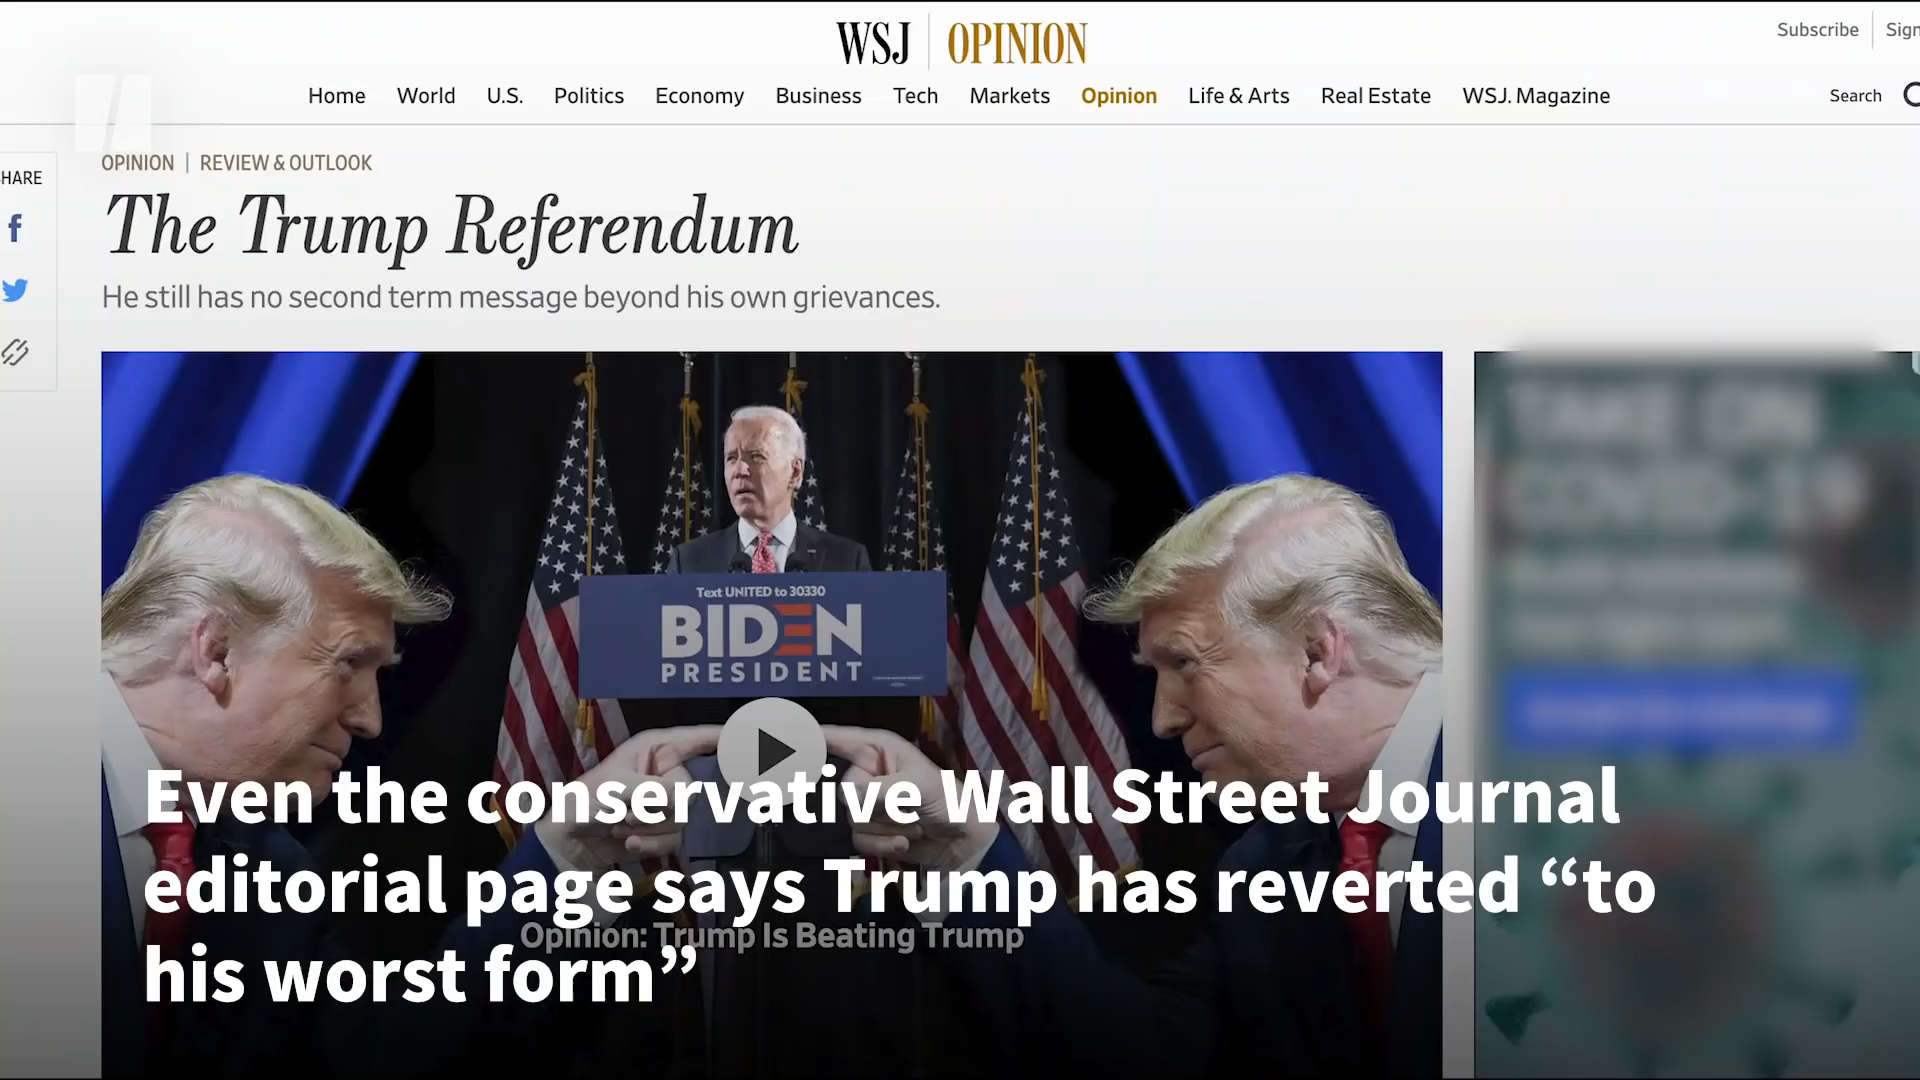 WSJ OPINION
Subscribe
Home World U.S. Politics Economy Business Tech Markets Opinion Life & Arts Real Estate WSJ. Magazine
Search
OPINION | REVIEW & OUTLOOK
The Trump Referendum
He still has no second term message beyond his own grievances.
Text UNITED to 30330
BIDEN
PRESIDENT
Even the conservative Wall Street Journal
editorial page says Trump has reverted “to
his worst form”
Opinion: Trump Is Beating Trump